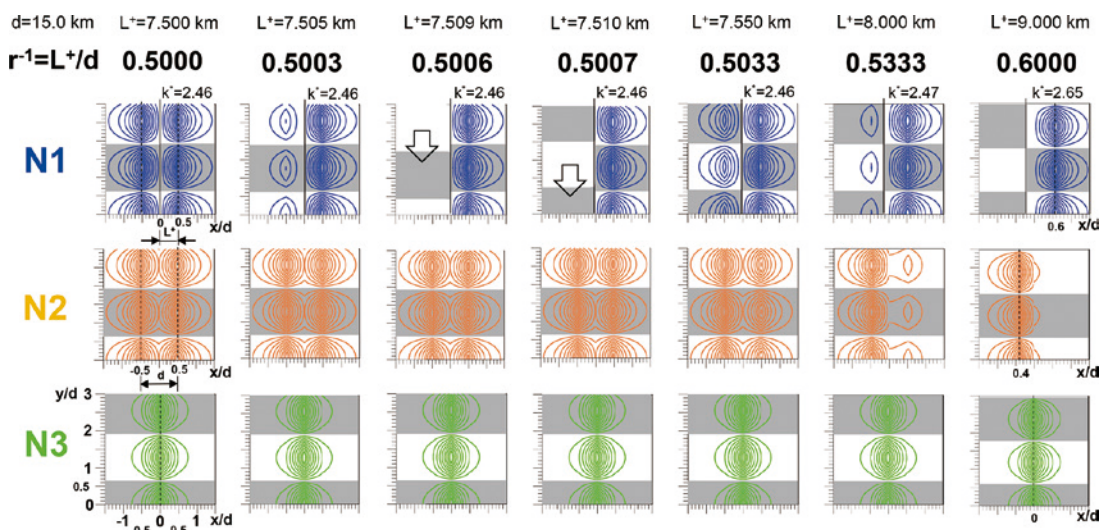 d=15.0 km L⁺=7.500 km L⁺=7.505 km L⁺=7.509 km L⁺=7.510 km L⁺=7.550 km L⁺=8.000 km L⁺=9.000 km
r⁻¹=L⁺/d 0.5000 0.5003 0.5006 0.5007 0.5033 0.5333 0.6000
k*=2.46 k*=2.46 k*=2.46 k*=2.46 k*=2.46 k*=2.47 k*=2.65
N1
0 0.5 x/d
0.6
L⁺
N2
-0.5 0.5 x/d
d
0.4 x/d
y/d 3
2
N3
1
0.5
0
-1 0 1 x/d
-0.5 0.5
0 x/d